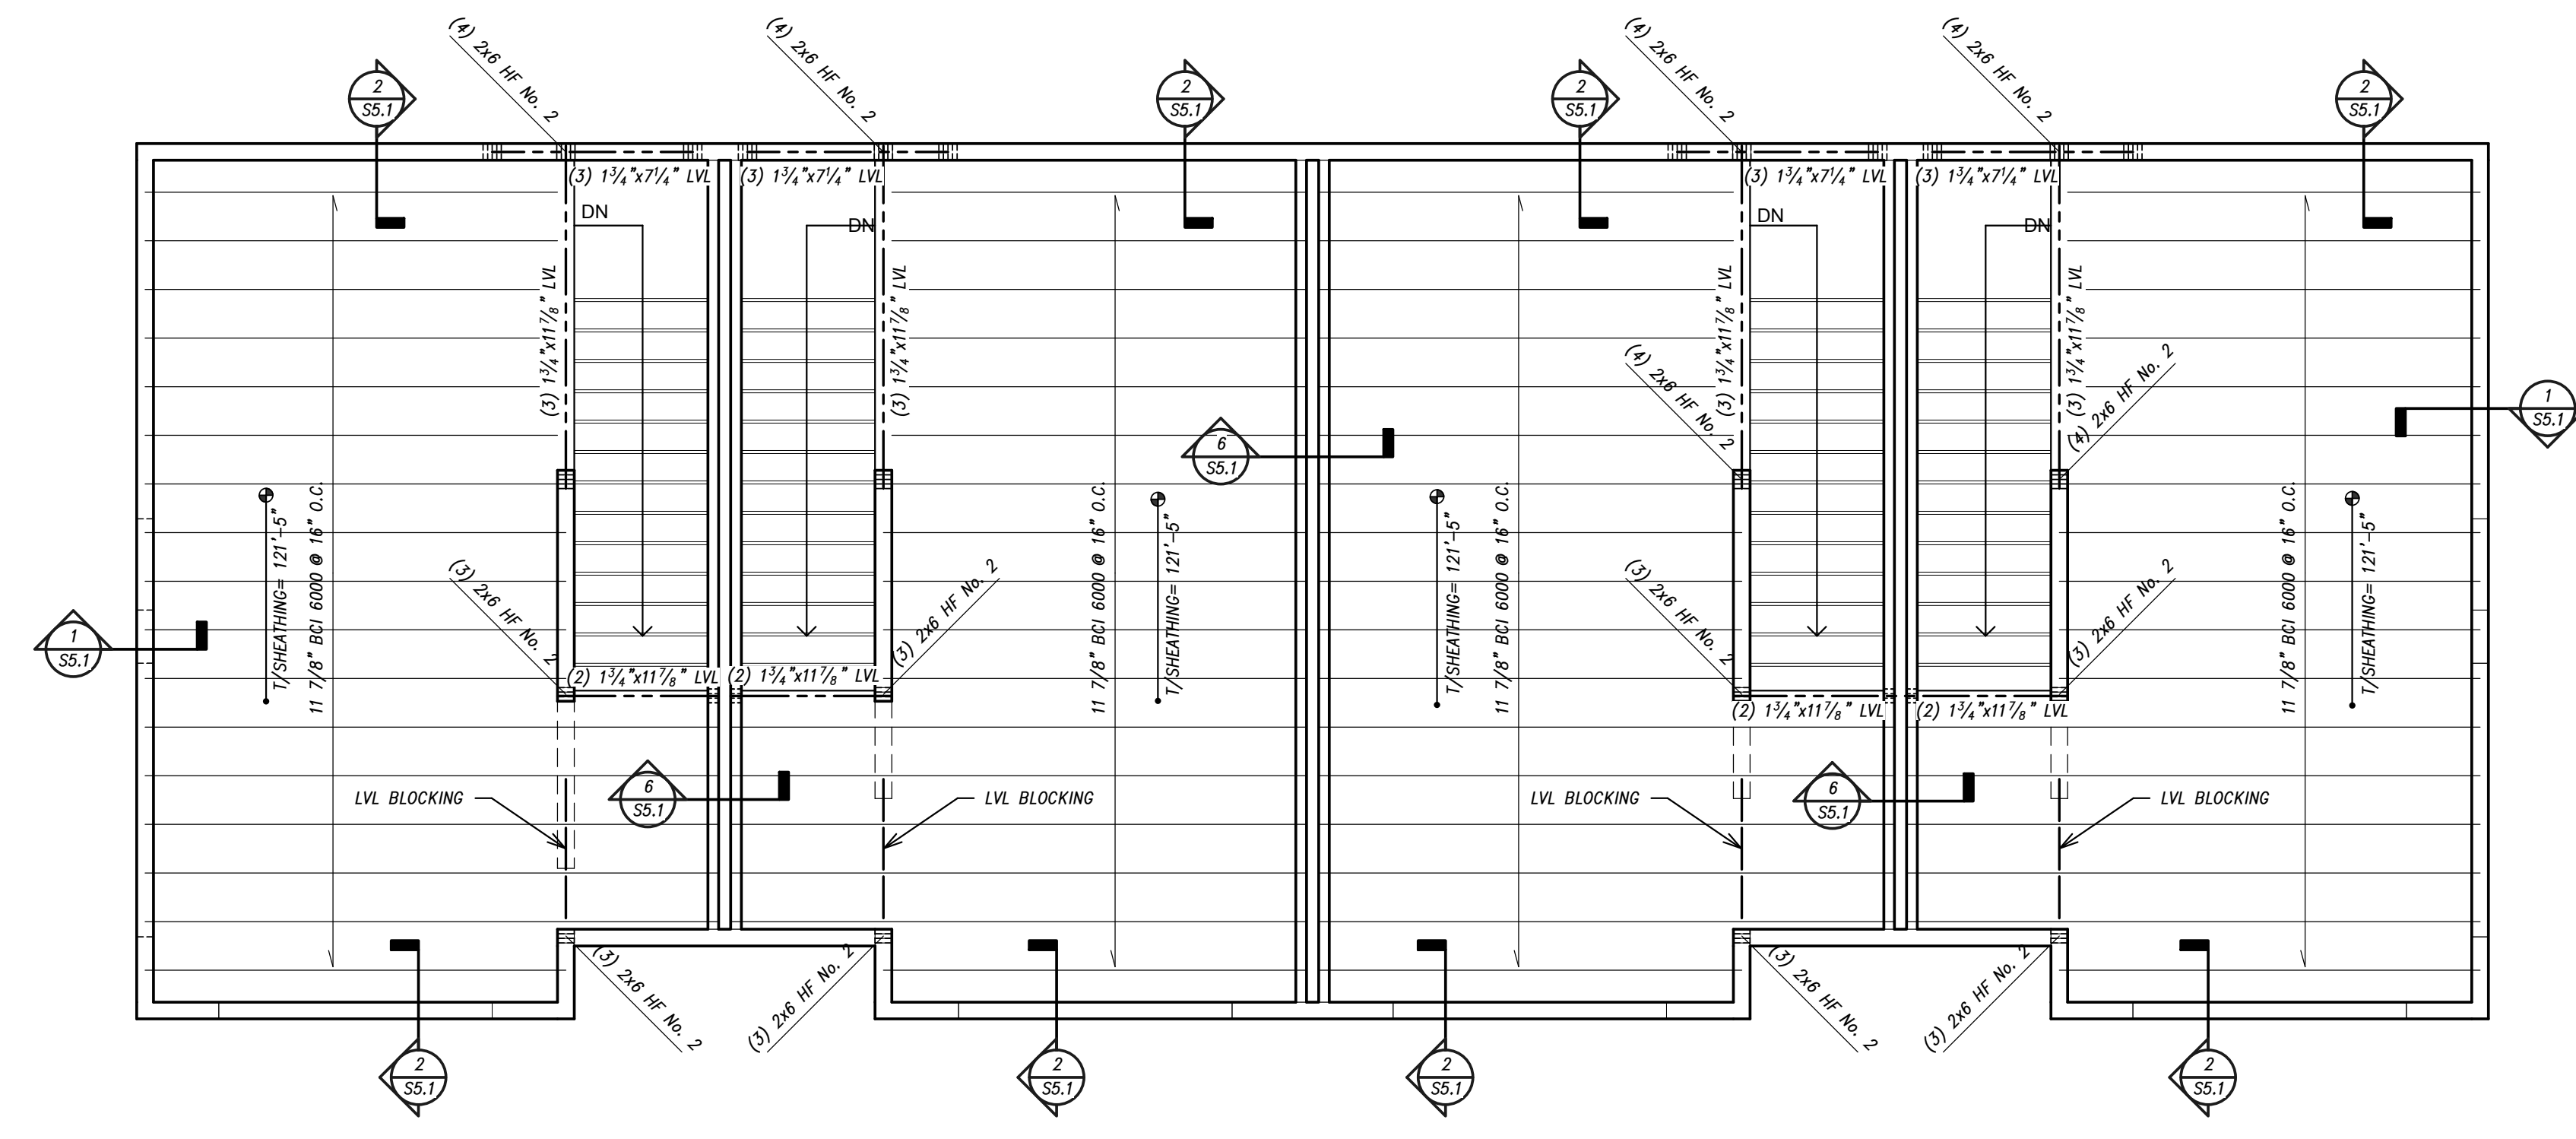 (4) 2x6 HF No. 2
(4) 2x6 HF No. 2
(4) 2x6 HF No. 2
(4) 2x6 HF No. 2
2
S5.1
2
S5.1
2
S5.1
2
S5.1
(3) 1¾"x7¼" LVL
(3) 1¾"x7¼" LVL
(3) 1¾"x7¼" LVL
(3) 1¾"x7¼" LVL
DN
DN
DN
DN
(3) 1¾"x11⅞" LVL
(3) 1¾"x11⅞" LVL
(3) 1¾"x11⅞" LVL
(3) 1¾"x11⅞" LVL
(4) 2x6 HF No. 2
(4) 2x6 HF No. 2
1
S5.1
6
S5.1
T/SHEATHING= 121'-5"
11 7/8" BCI 6000 @ 16" O.C.
11 7/8" BCI 6000 @ 16" O.C.
T/SHEATHING= 121'-5"
T/SHEATHING= 121'-5"
11 7/8" BCI 6000 @ 16" O.C.
11 7/8" BCI 6000 @ 16" O.C.
T/SHEATHING= 121'-5"
(3) 2x6 HF No. 2
(3) 2x6 HF No. 2
(3) 2x6 HF No. 2
(3) 2x6 HF No. 2
1
S5.1
(2) 1¾"x11⅞" LVL
(2) 1¾"x11⅞" LVL
(2) 1¾"x11⅞" LVL
(2) 1¾"x11⅞" LVL
LVL BLOCKING
6
S5.1
LVL BLOCKING
LVL BLOCKING
6
S5.1
LVL BLOCKING
(3) 2x6 HF No. 2
(3) 2x6 HF No. 2
(3) 2x6 HF No. 2
(3) 2x6 HF No. 2
2
S5.1
2
S5.1
2
S5.1
2
S5.1